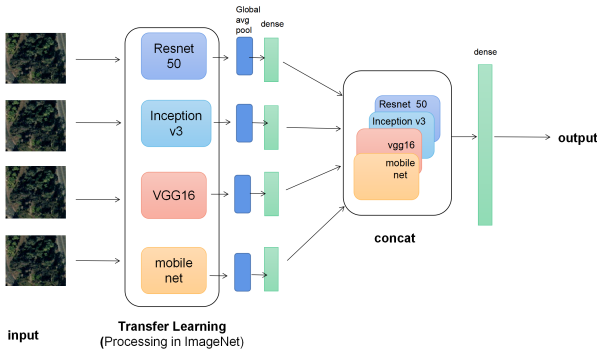 Global
avg
pool
dense
Resnet
50
Inception
v3
VGG16
mobile
net
Resnet 50
Inception v3
vgg16
mobile
net
concat
dense
output
input
Transfer Learning
(Processing in ImageNet)